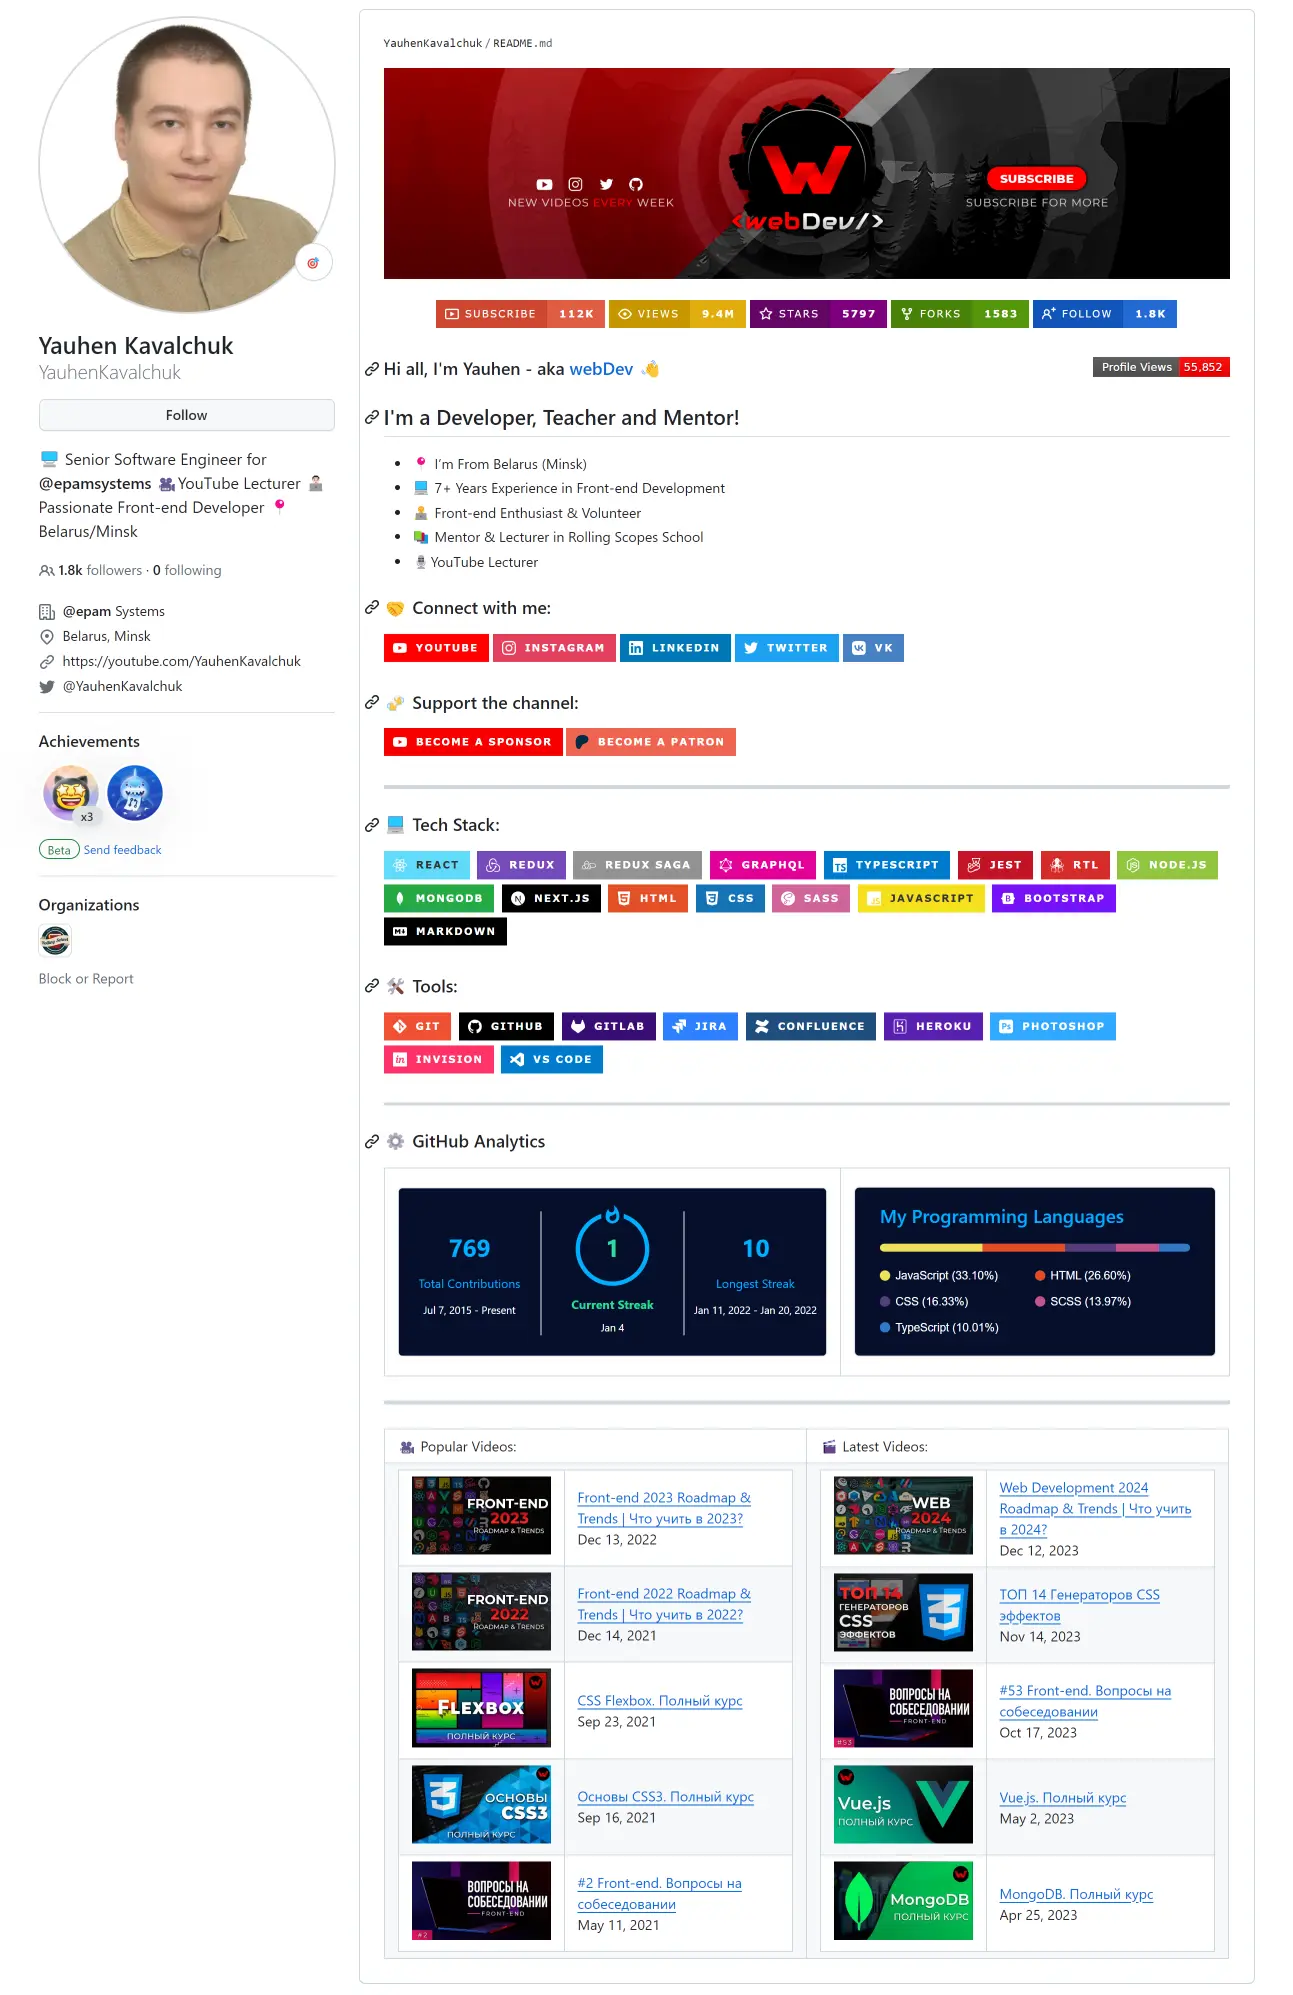 Yauhen Kavalchuk
YauhenKavalchuk
Follow
Senior Software Engineer for
@epamsystems YouTube Lecturer
Passionate Front-end Developer
Belarus/Minsk
1.8k followers · 0 following
@epam Systems
Belarus, Minsk
https://youtube.com/YauhenKavalchuk
@YauhenKavalchuk
Achievements
x3
Beta Send feedback
Organizations
Block or Report
YauhenKavalchuk / README.md
NEW VIDEOS EVERY WEEK
W
<webDev/>
SUBSCRIBE
SUBSCRIBE FOR MORE
SUBSCRIBE 112K VIEWS 9.4M STARS 5797 FORKS 1583 FOLLOW 1.8K
Hi all, I'm Yauhen - aka webDev
Profile Views 55,852
I'm a Developer, Teacher and Mentor!
I'm From Belarus (Minsk)
7+ Years Experience in Front-end Development
Front-end Enthusiast & Volunteer
Mentor & Lecturer in Rolling Scopes School
YouTube Lecturer
Connect with me:
YOUTUBE INSTAGRAM LINKEDIN TWITTER VK
Support the channel:
BECOME A SPONSOR BECOME A PATRON
Tech Stack:
REACT REDUX REDUX SAGA GRAPHQL TYPESCRIPT JEST RTL NODE.JS
MONGODB NEXT.JS HTML CSS SASS JAVASCRIPT BOOTSTRAP
MARKDOWN
Tools:
GIT GITHUB GITLAB JIRA CONFLUENCE HEROKU PHOTOSHOP
INVISION VS CODE
GitHub Analytics
769
Total Contributions
Jul 7, 2015 - Present
1
Current Streak
Jan 4
10
Longest Streak
Jan 11, 2022 - Jan 20, 2022
My Programming Languages
JavaScript (33.10%) HTML (26.60%)
CSS (16.33%) SCSS (13.97%)
TypeScript (10.01%)
Popular Videos:
FRONT-END
2023
ROADMAP & TRENDS
Front-end 2023 Roadmap &
Trends | Что учить в 2023?
Dec 13, 2022
FRONT-END
2022
ROADMAP & TRENDS
Front-end 2022 Roadmap &
Trends | Что учить в 2022?
Dec 14, 2021
FLEXBOX
ПОЛНЫЙ КУРС
CSS Flexbox. Полный курс
Sep 23, 2021
ОСНОВЫ
CSS3
ПОЛНЫЙ КУРС
Основы CSS3. Полный курс
Sep 16, 2021
ВОПРОСЫ НА
СОБЕСЕДОВАНИИ
FRONT-END
#2
#2 Front-end. Вопросы на
собеседовании
May 11, 2021
Latest Videos:
WEB
2024
ROADMAP & TRENDS
Web Development 2024
Roadmap & Trends | Что учить
в 2024?
Dec 12, 2023
ТОП 14
ГЕНЕРАТОРОВ
CSS
ЭФФЕКТОВ
ТОП 14 Генераторов CSS
эффектов
Nov 14, 2023
ВОПРОСЫ НА
СОБЕСЕДОВАНИИ
FRONT-END
#53
#53 Front-end. Вопросы на
собеседовании
Oct 17, 2023
Vue.js
ПОЛНЫЙ КУРС
Vue.js. Полный курс
May 2, 2023
MongoDB
ПОЛНЫЙ КУРС
MongoDB. Полный курс
Apr 25, 2023